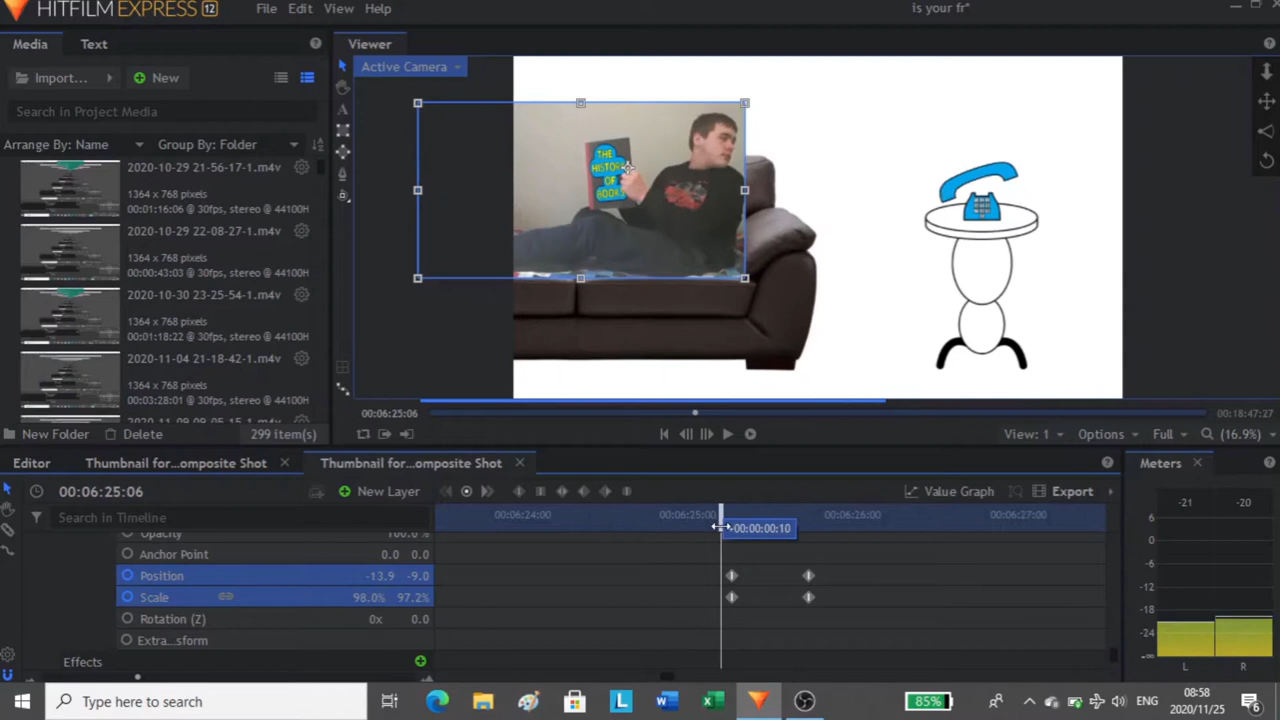 HITFILM EXPRESS 12 File Edit View Help is your fr*
Media Text Viewer
Import... New Active Camera
Search in Project Media
Arrange By: Name Group By: Folder
2020-10-29 21-56-17-1.m4v
1364 x 768 pixels
00:01:16:06 @ 30fps, stereo @ 44100H
2020-10-29 22-08-27-1.m4v
1364 x 768 pixels
00:00:43:03 @ 30fps, stereo @ 44100H
2020-10-30 23-25-54-1.m4v
1364 x 768 pixels
00:01:18:22 @ 30fps, stereo @ 44100H
2020-11-04 21-18-42-1.m4v
1364 x 768 pixels
00:03:28:01 @ 30fps, stereo @ 44100H
THE
HISTORY
OF
BOOKS
00:06:25:06 00:18:47:27
New Folder Delete 299 item(s) View: 1 Options Full (16.9%)
Editor Thumbnail for...omposite Shot Thumbnail for...omposite Shot Meters
00:06:25:06 New Layer Value Graph Export -21 -20
Search in Timeline 00:06:24:00 00:06:25:00 00:06:26:00 00:06:27:00
-00:00:00:10
Opacity 100.0%
Anchor Point 0.0 0.0
Position -13.9 -9.0
Scale 98.0% 97.2%
Rotation (Z) 0x 0.0
Extra...sform
Effects
6
0
-6
-12
-18
-24
-∞
L R
Type here to search 85% ENG 08:58
2020/11/25 6